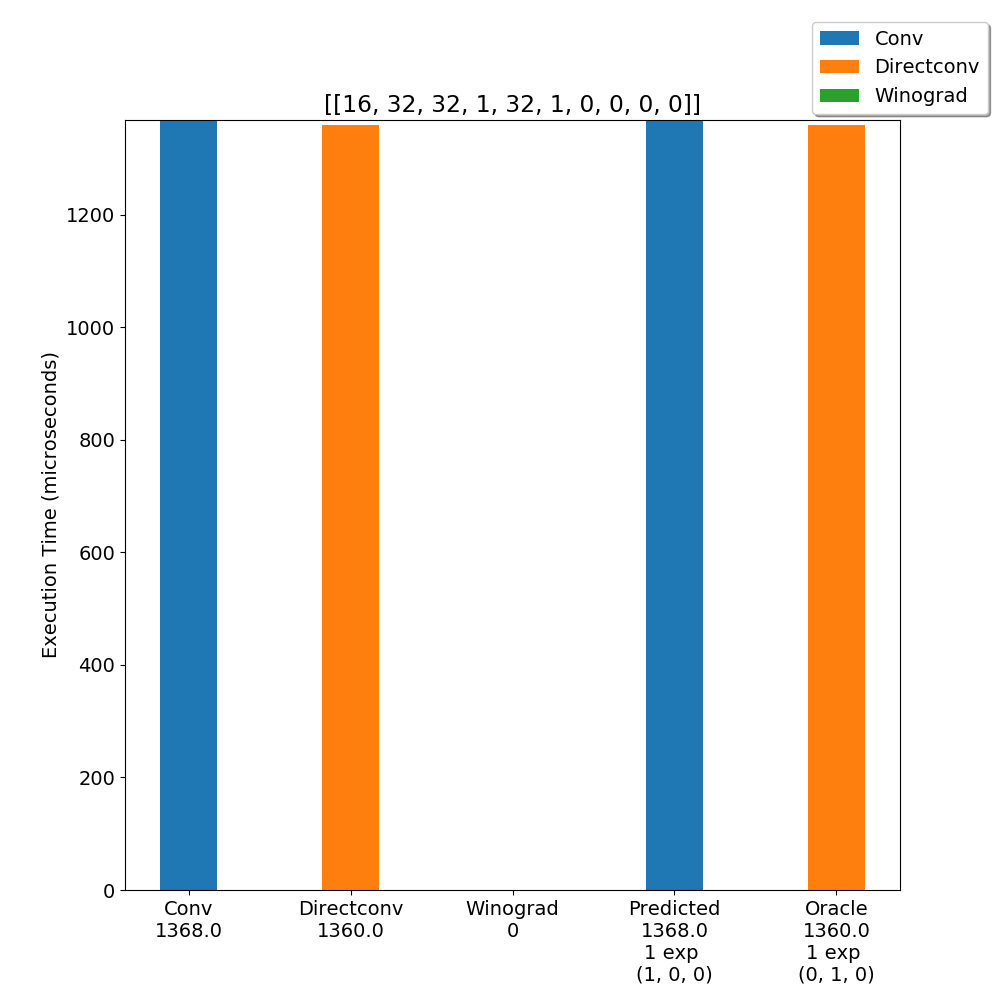 Conv
Directconv
Winograd
[[16, 32, 32, 1, 32, 1, 0, 0, 0, 0]]
Execution Time (microseconds)
1200
1000
800
600
400
200
0
Conv
1368.0
Directconv
1360.0
Winograd
0
Predicted
1368.0
1 exp
(1, 0, 0)
Oracle
1360.0
1 exp
(0, 1, 0)